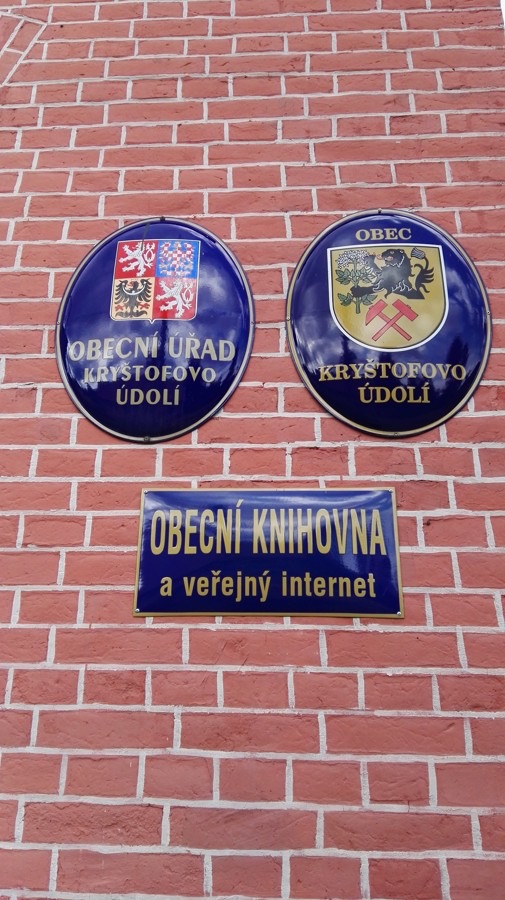 OBECNÍ ÚŘAD
KRYŠTOFOVO
ÚDOLÍ
OBEC
KRYŠTOFOVO
ÚDOLÍ
OBECNÍ KNIHOVNA
a veřejný internet